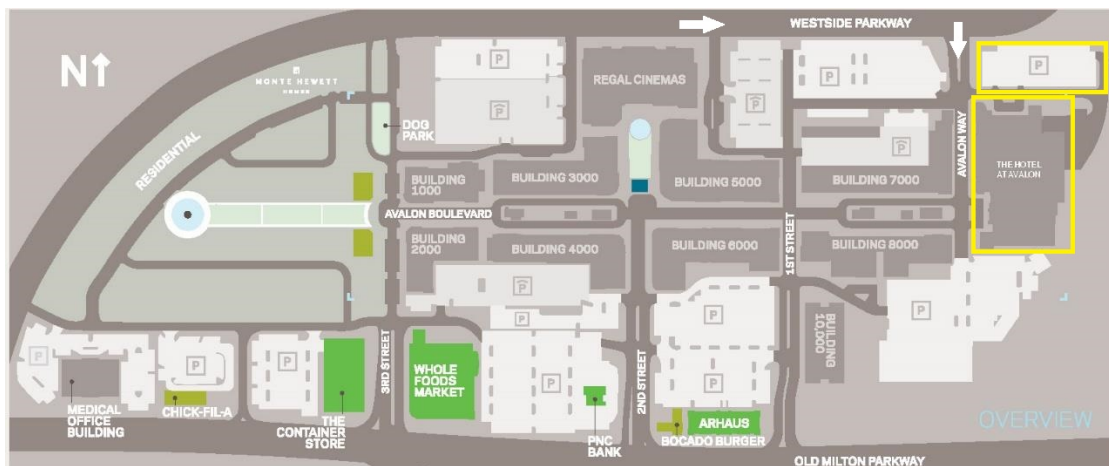 WESTSIDE PARKWAY
N
MONTE HEWETT
HOMES
P
P
P
REGAL CINEMAS
P
P
P
DOG
PARK
RESIDENTIAL
AVALON WAY
THE HOTEL
AT AVALON
BUILDING
1000
BUILDING 3000
BUILDING 5000
P
BUILDING 7000
AVALON BOULEVARD
1ST STREET
1ST STREET
BUILDING
2000
BUILDING 4000
BUILDING 6000
BUILDING 8000
P
P
P
P
BUILDING
10,000
P
P
P
3RD STREET
WHOLE
FOODS
MARKET
P
2ND STREET
P
MEDICAL
OFFICE
BUILDING
CHICK-FIL-A
THE
CONTAINER
STORE
PNC
BANK
ARHAUS
BOCADO BURGER
OVERVIEW
OLD MILTON PARKWAY